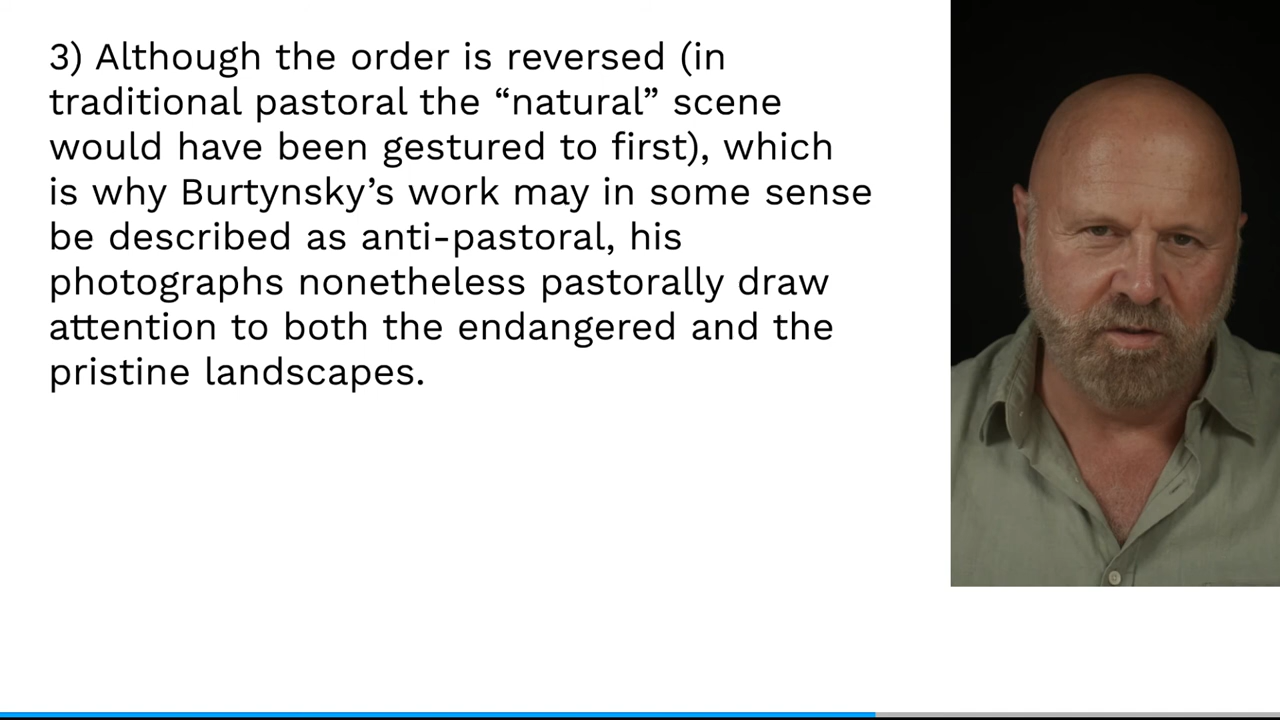 3) Although the order is reversed (in
traditional pastoral the “natural” scene
would have been gestured to first), which
is why Burtynsky’s work may in some sense
be described as anti-pastoral, his
photographs nonetheless pastorally draw
attention to both the endangered and the
pristine landscapes.